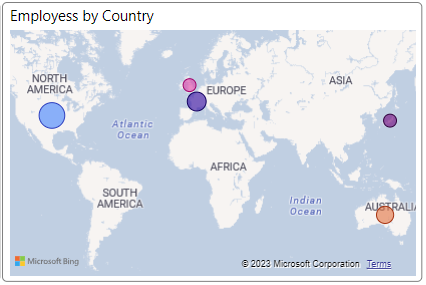 Employess by Country
NORTH
AMERICA
EUROPE
ASIA
Atlantic
Ocean
AFRICA
SOUTH
AMERICA
Indian
Ocean
AUSTRALIA
Microsoft Bing
© 2023 Microsoft Corporation Terms